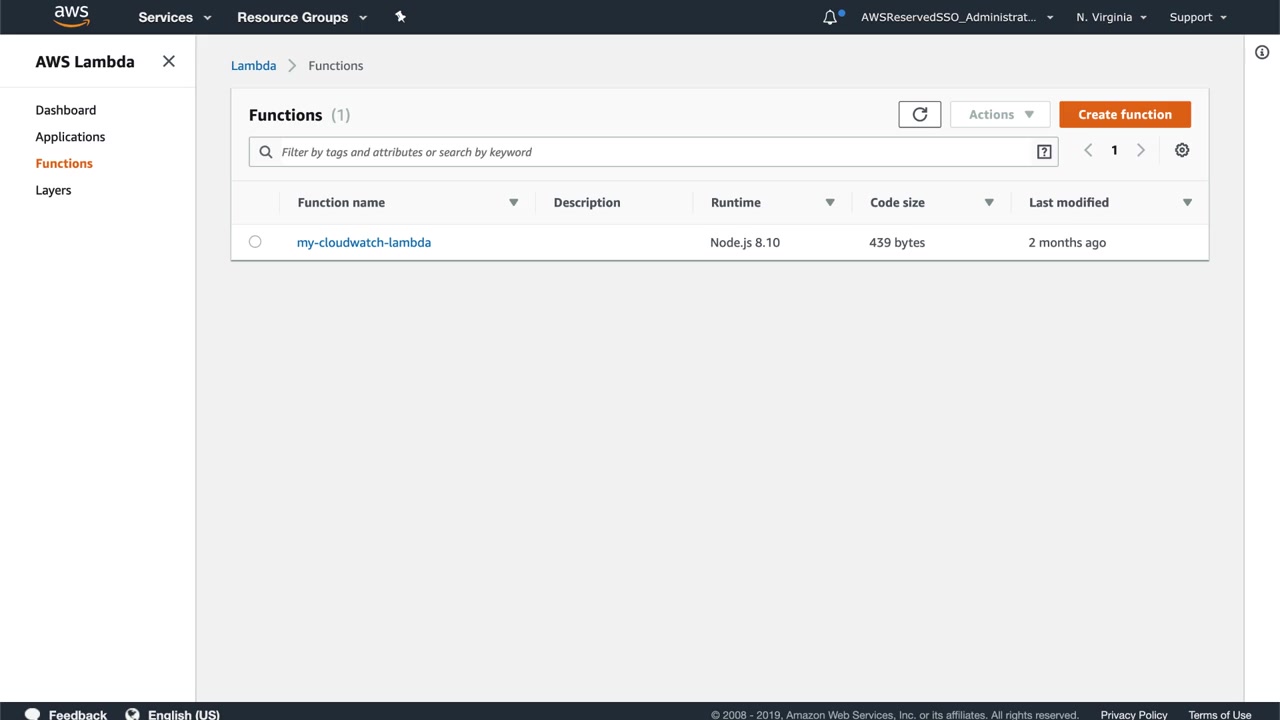 aws Services Resource Groups AWSReservedSSO_Administrat... N. Virginia Support
AWS Lambda
Dashboard
Applications
Functions
Layers
Lambda Functions
Functions (1) Actions Create function
Filter by tags and attributes or search by keyword ? 1
Function name Description Runtime Code size Last modified
my-cloudwatch-lambda Node.js 8.10 439 bytes 2 months ago
Feedback English (US) © 2008 - 2019, Amazon Web Services, Inc. or its affiliates. All rights reserved. Privacy Policy Terms of Use